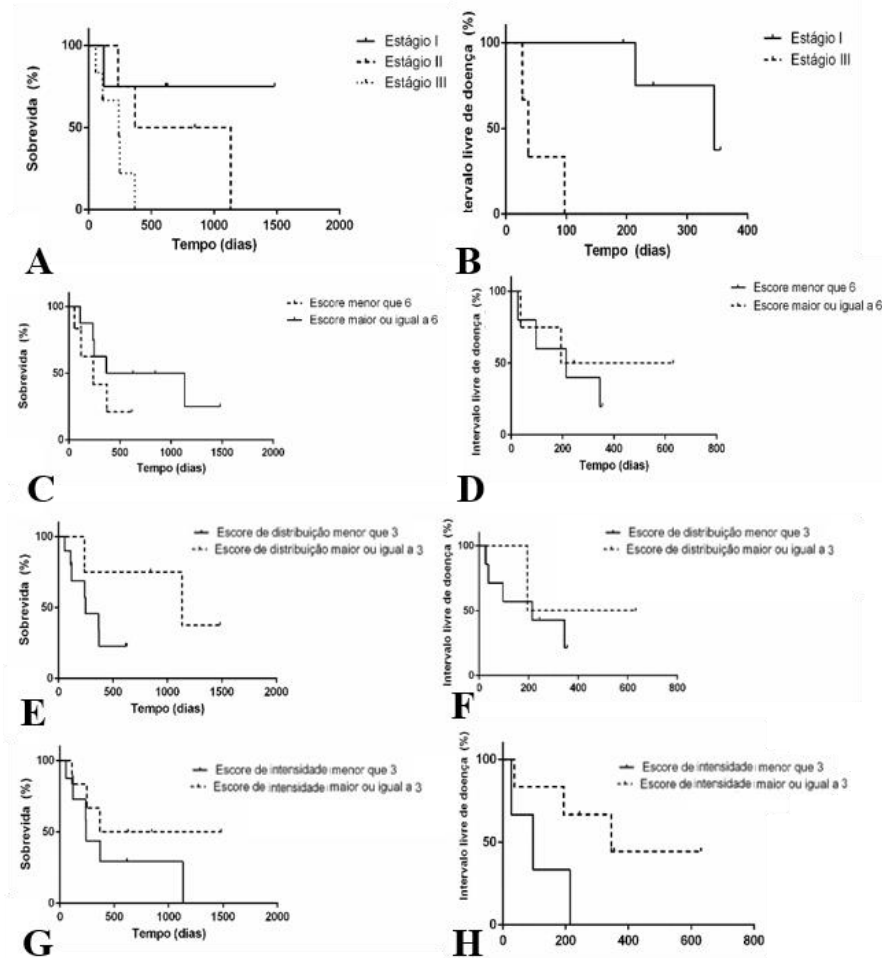 Sobrevida (%)
100
50
0
0 500 1000 1500 2000
Tempo (dias)
Estágio I
Estágio II
Estágio III
A
tervalo livre de doença (%)
100
50
0
0 100 200 300 400
Tempo (dias)
Estágio I
Estágio III
B
Sobrevida (%)
100
50
0
0 500 1000 1500 2000
Tempo (dias)
Escore menor que 6
Escore maior ou igual a 6
C
Intervalo livre de doença (%)
100
50
0
0 200 400 600 800
Tempo (dias)
Escore menor que 6
Escore maior ou igual a 6
D
Sobrevida (%)
100
50
0
0 500 1000 1500 2000
Tempo (dias)
Escore de distribuição menor que 3
Escore de distribuição maior ou igual a 3
E
Intervalo livre de doença (%)
100
50
0
0 200 400 600 800
Escore de distribuição menor que 3
Escore de distribuição maior ou igual a 3
F
Sobrevida (%)
100
50
0
0 500 1000 1500 2000
Tempo (dias)
Escore de intensidade menor que 3
Escore de intensidade maior ou igual a 3
G
Intervalo livre de doença (%)
100
50
0
0 200 400 600 800
Tempo (dias)
Escore de intensidade menor que 3
Escore de intensidade maior ou igual a 3
H